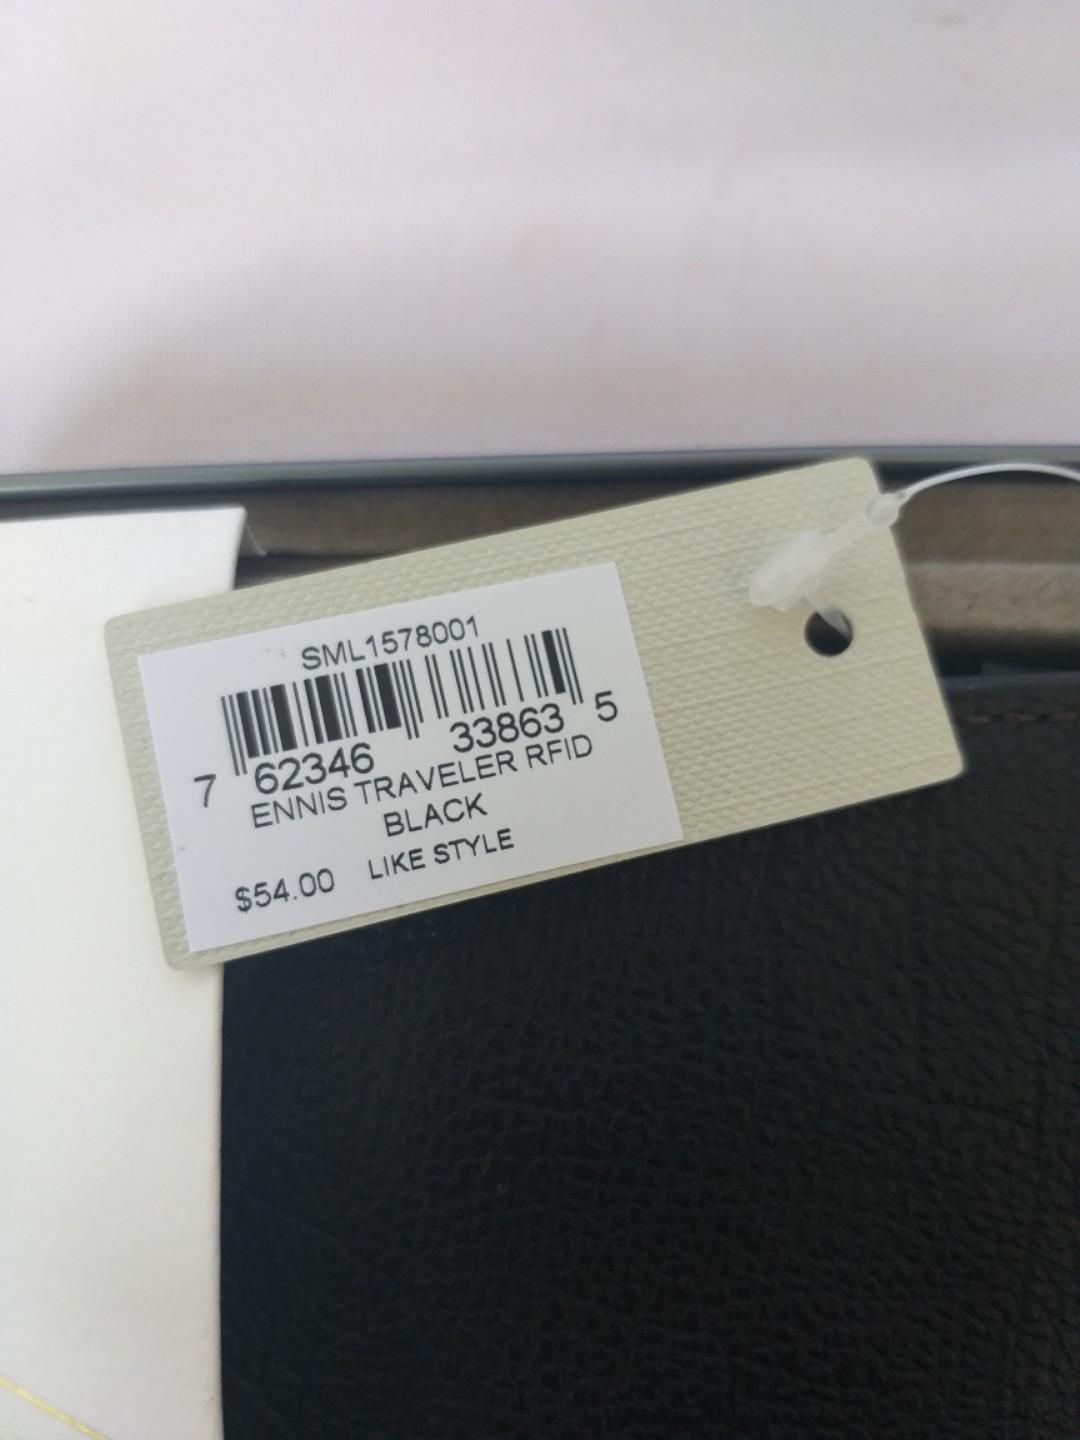 SML1578001
7 62346 33863 5
ENNIS TRAVELER RFID
BLACK
$54.00 LIKE STYLE